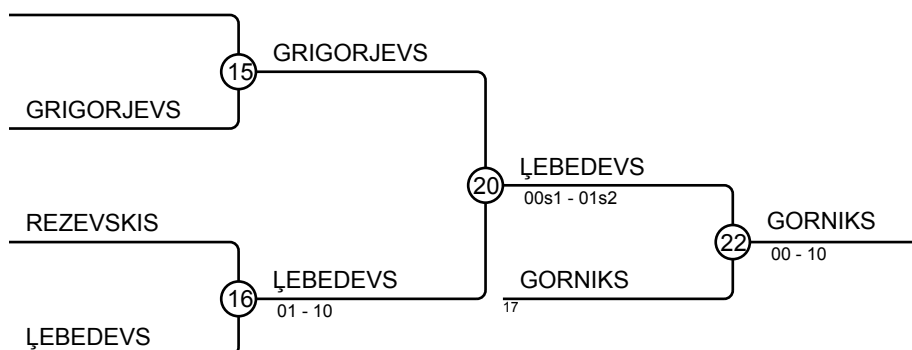 GRIGORJEVS
15
GRIGORJEVS
ĻEBEDEVS
20
00s1 - 01s2
REZEVSKIS
GORNIKS
22
00 - 10
ĻEBEDEVS
GORNIKS
16
01 - 10
17
ĻEBEDEVS